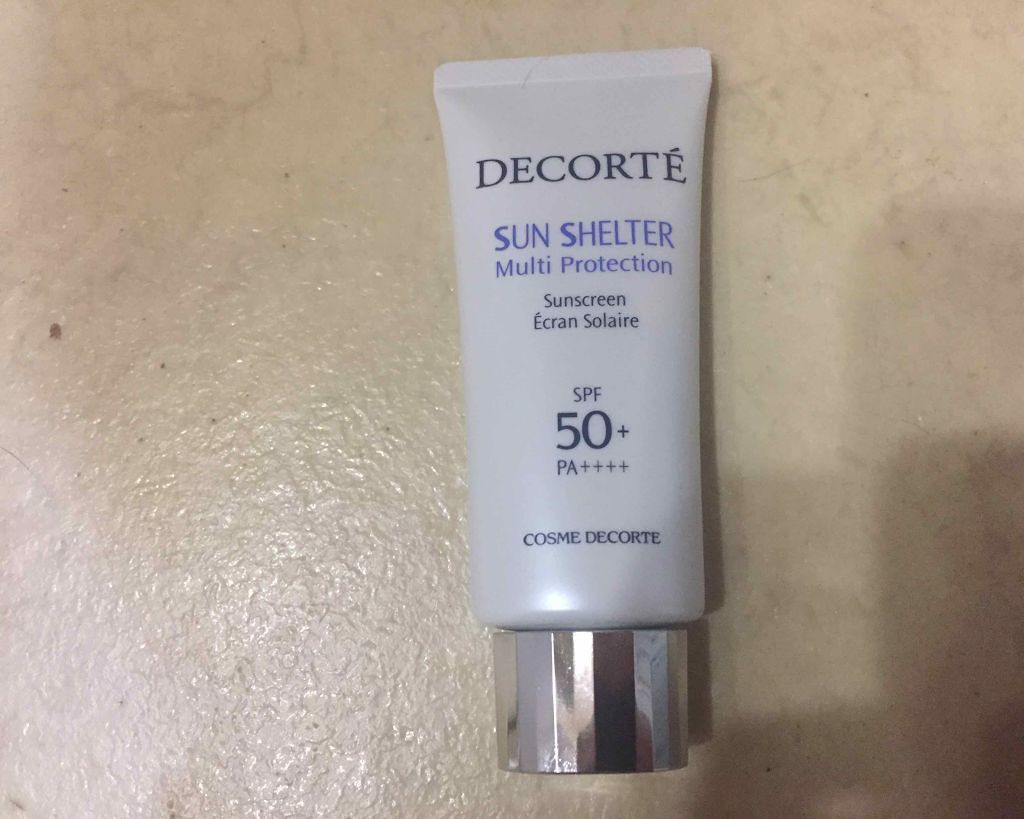 DECORTÉ
SUN SHELTER
Multi Protection
Sunscreen
Écran Solaire
SPF
50+
PA++++
COSME DECORTE